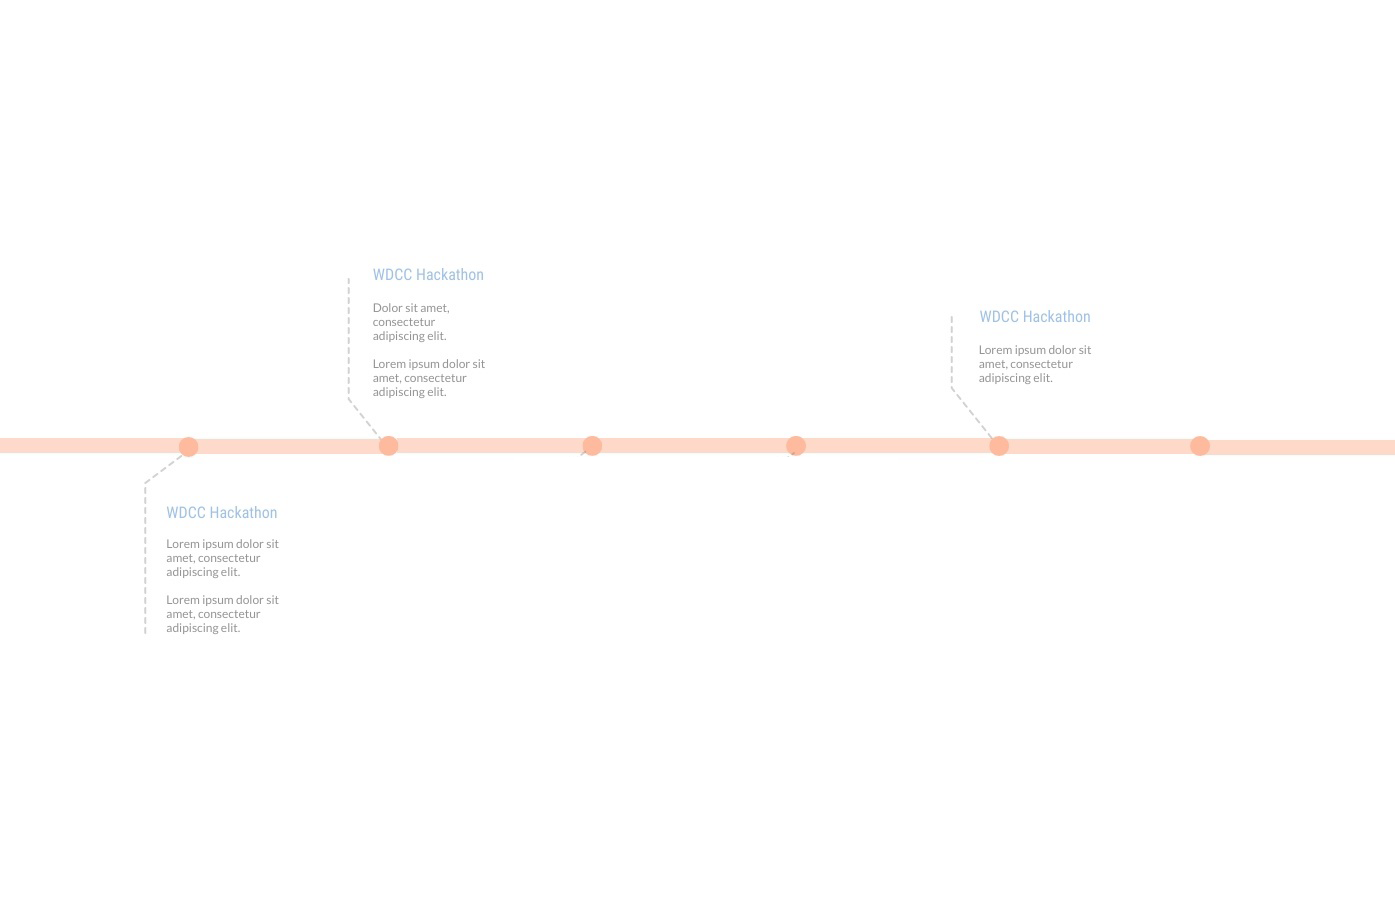 WDCC Hackathon
Dolor sit amet,
consectetur
adipiscing elit.
Lorem ipsum dolor sit
amet, consectetur
adipiscing elit.
WDCC Hackathon
Lorem ipsum dolor sit
amet, consectetur
adipiscing elit.
WDCC Hackathon
Lorem ipsum dolor sit
amet, consectetur
adipiscing elit.
Lorem ipsum dolor sit
amet, consectetur
adipiscing elit.